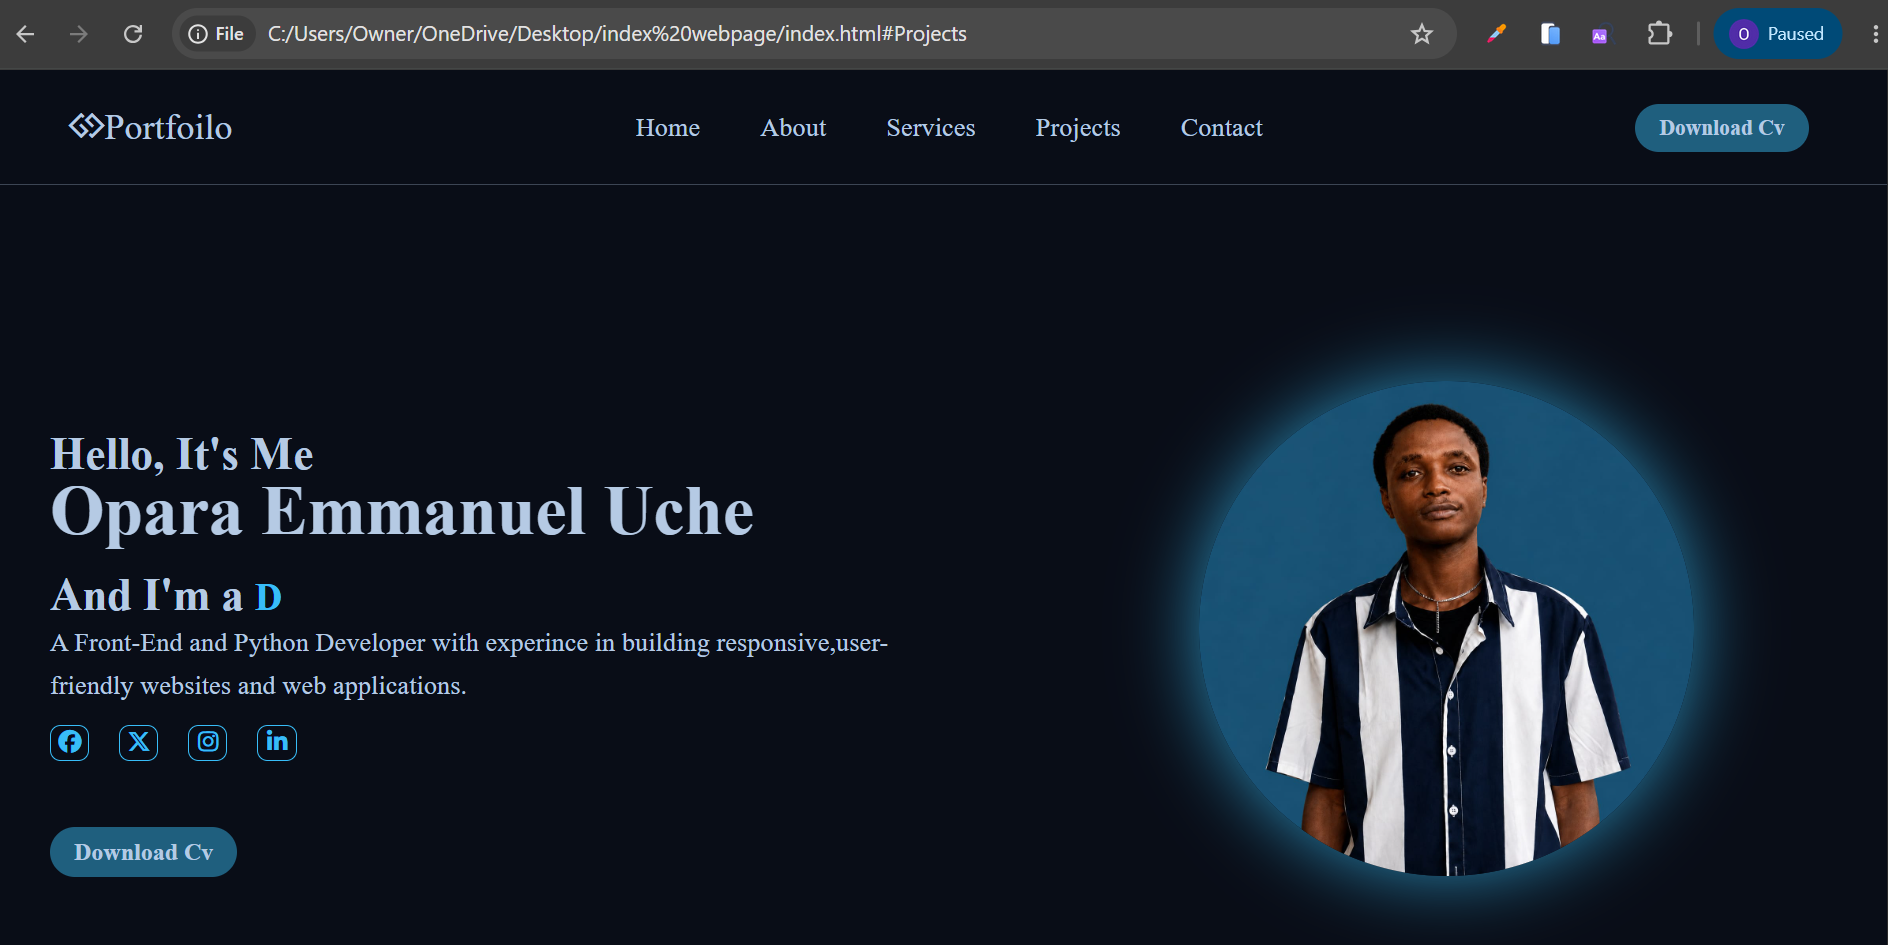 File C:/Users/Owner/OneDrive/Desktop/index%20webpage/index.html#Projects Aa O Paused
Portfoilo Home About Services Projects Contact Download Cv
Hello, It's Me
Opara Emmanuel Uche
And I'm a D
A Front-End and Python Developer with experince in building responsive,user-
friendly websites and web applications.
Download Cv